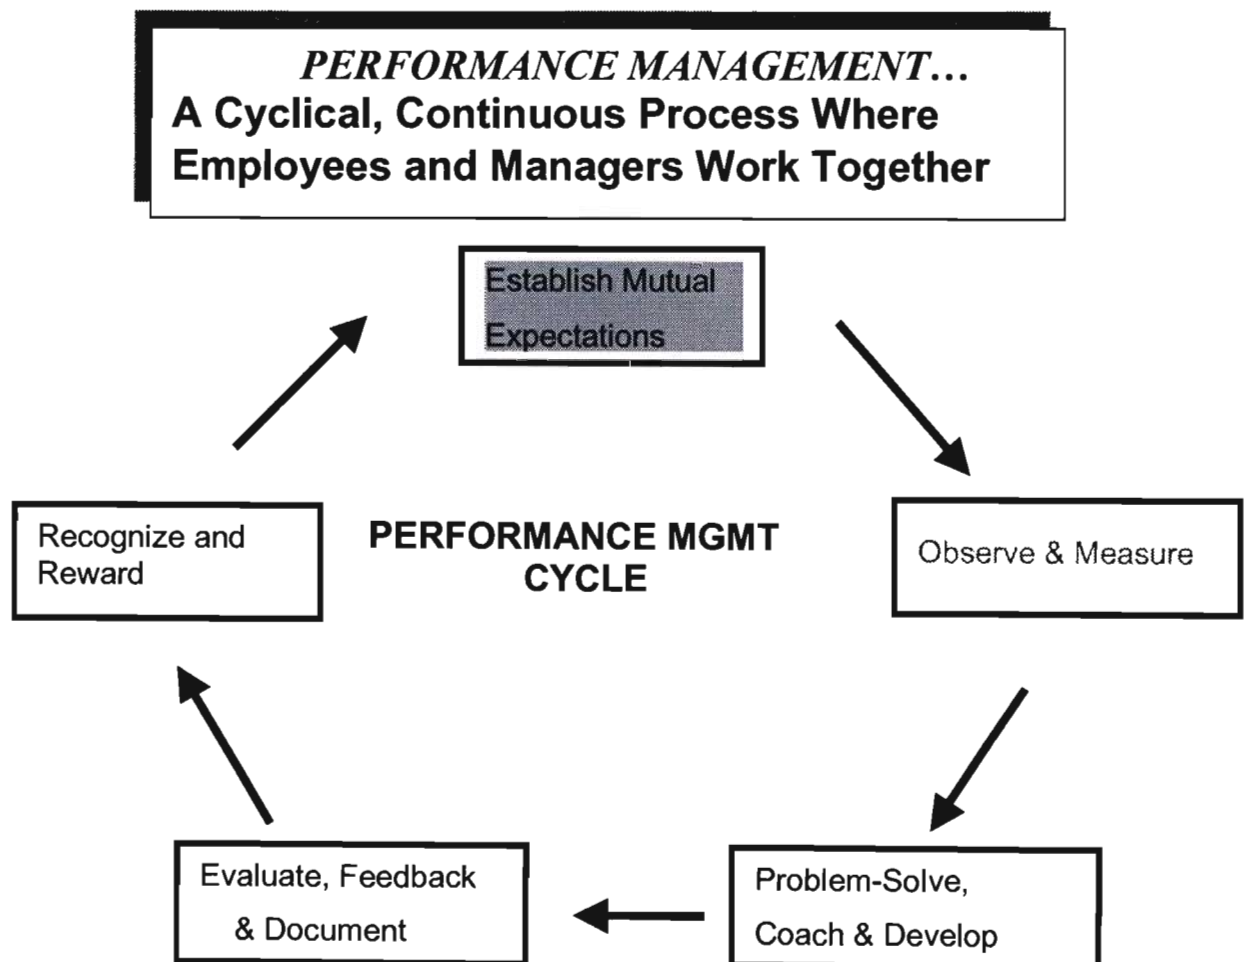 PERFORMANCE MANAGEMENT…
A Cyclical, Continuous Process Where
Employees and Managers Work Together
Establish Mutual
Expectations
Recognize and
Reward
PERFORMANCE MGMT
CYCLE
Observe & Measure
Evaluate, Feedback
& Document
Problem-Solve,
Coach & Develop